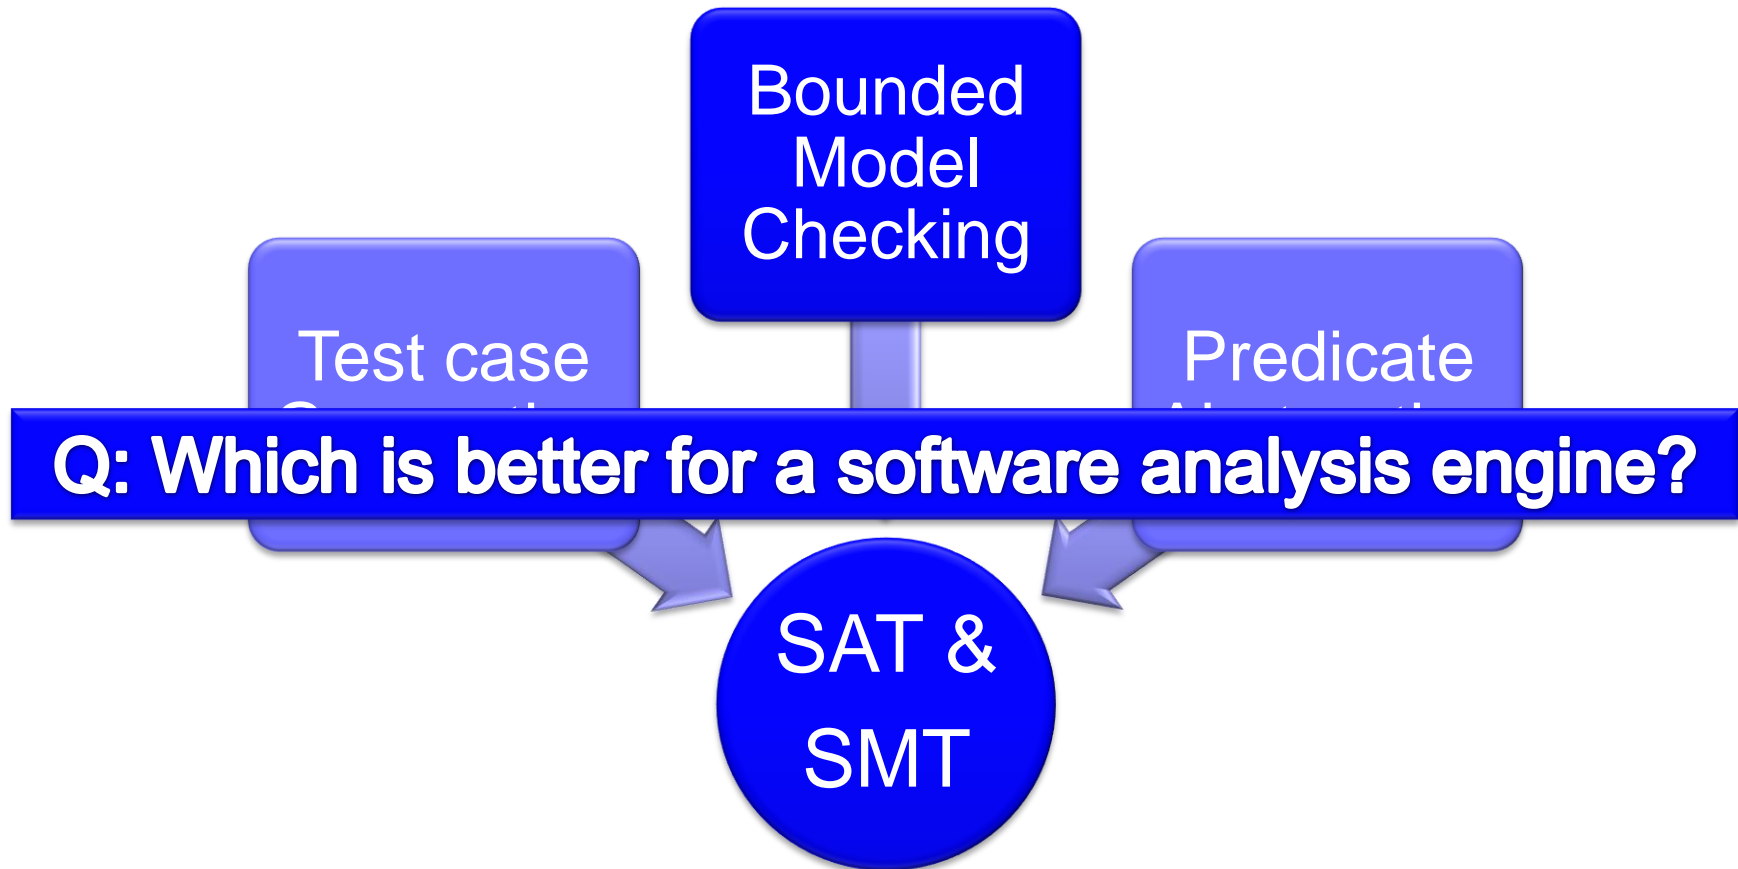 Bounded
Model
Checking
Test case
Predicate
Q: Which is better for a software analysis engine?
SAT &
SMT